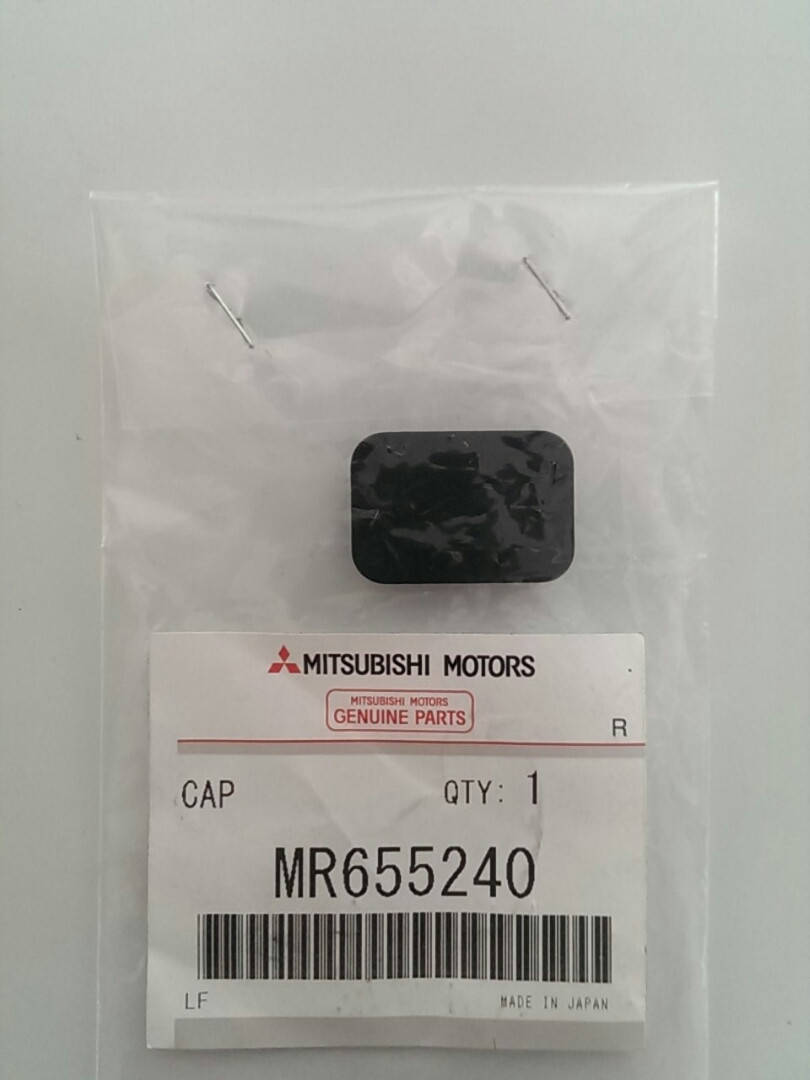 MITSUBISHI MOTORS
MITSUBISHI MOTORS
GENUINE PARTS
R
CAP QTY: 1
MR655240
LF MADE IN JAPAN